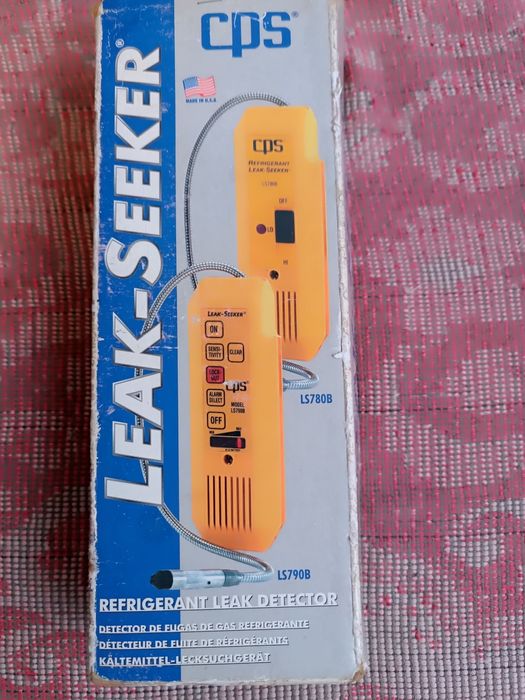 cps®
LEAK-SEEKER®
MADE IN U.S.A.
cps
REFRIGERANT
LEAK-SEEKER
LS780B
OFF
LO
HI
LEAK-SEEKER
ON
SENSI-
TIVITY
CLEAR
LOCK
OUT
cps
ALARM
SELECT
MODEL
LS790B
OFF
LS780B
LS790B
REFRIGERANT LEAK DETECTOR
DETECTOR DE FUGAS DE GAS REFRIGERANTE
DÉTECTEUR DE FUITE DE RÉFRIGÉRANTS
KÄLTEMITTEL-LECKSUCHGERÄT